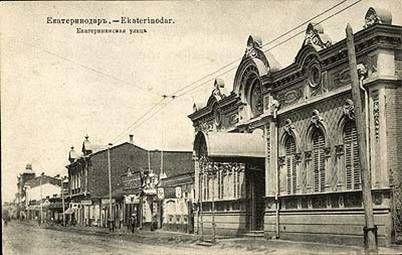 Екатеринодаръ.—Ekaterinodar.
Екатерининская улица